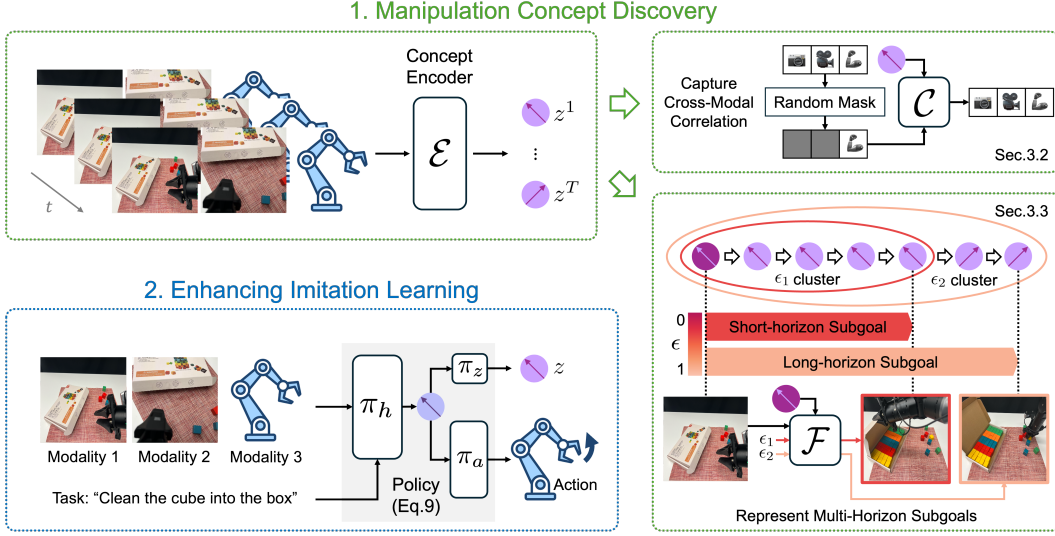 1. Manipulation Concept Discovery
Concept
Encoder
ℰ
z¹
⋮
z^T
t
Capture
Cross-Modal
Correlation
Random Mask
𝒞
Sec.3.2
Sec.3.3
ϵ₁ cluster
ϵ₂ cluster
0
ϵ
1
Short-horizon Subgoal
Long-horizon Subgoal
ϵ₁
ϵ₂
ℱ
Represent Multi-Horizon Subgoals
2. Enhancing Imitation Learning
Modality 1
Modality 2
Modality 3
Task: “Clean the cube into the box”
π_h
π_z
π_a
z
Policy
(Eq.9)
Action